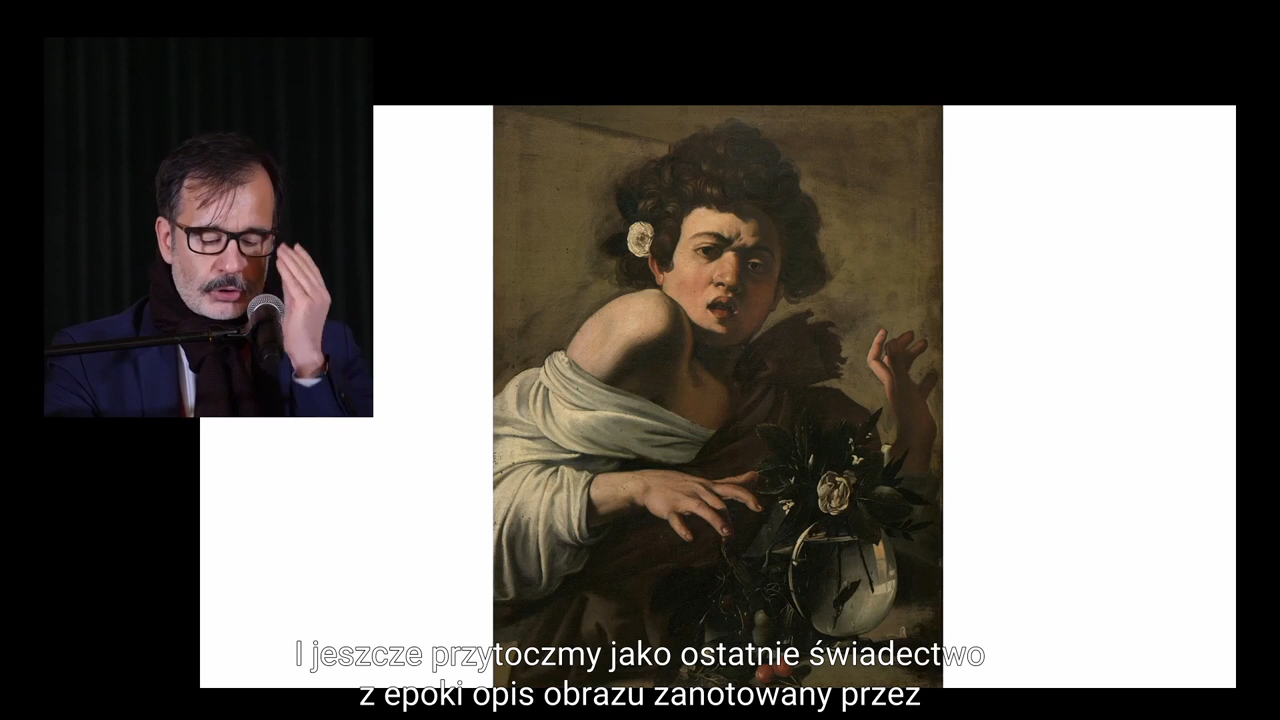 I jeszcze przytoczmy jako ostatnie świadectwo
z epoki opis obrazu zanotowany przez